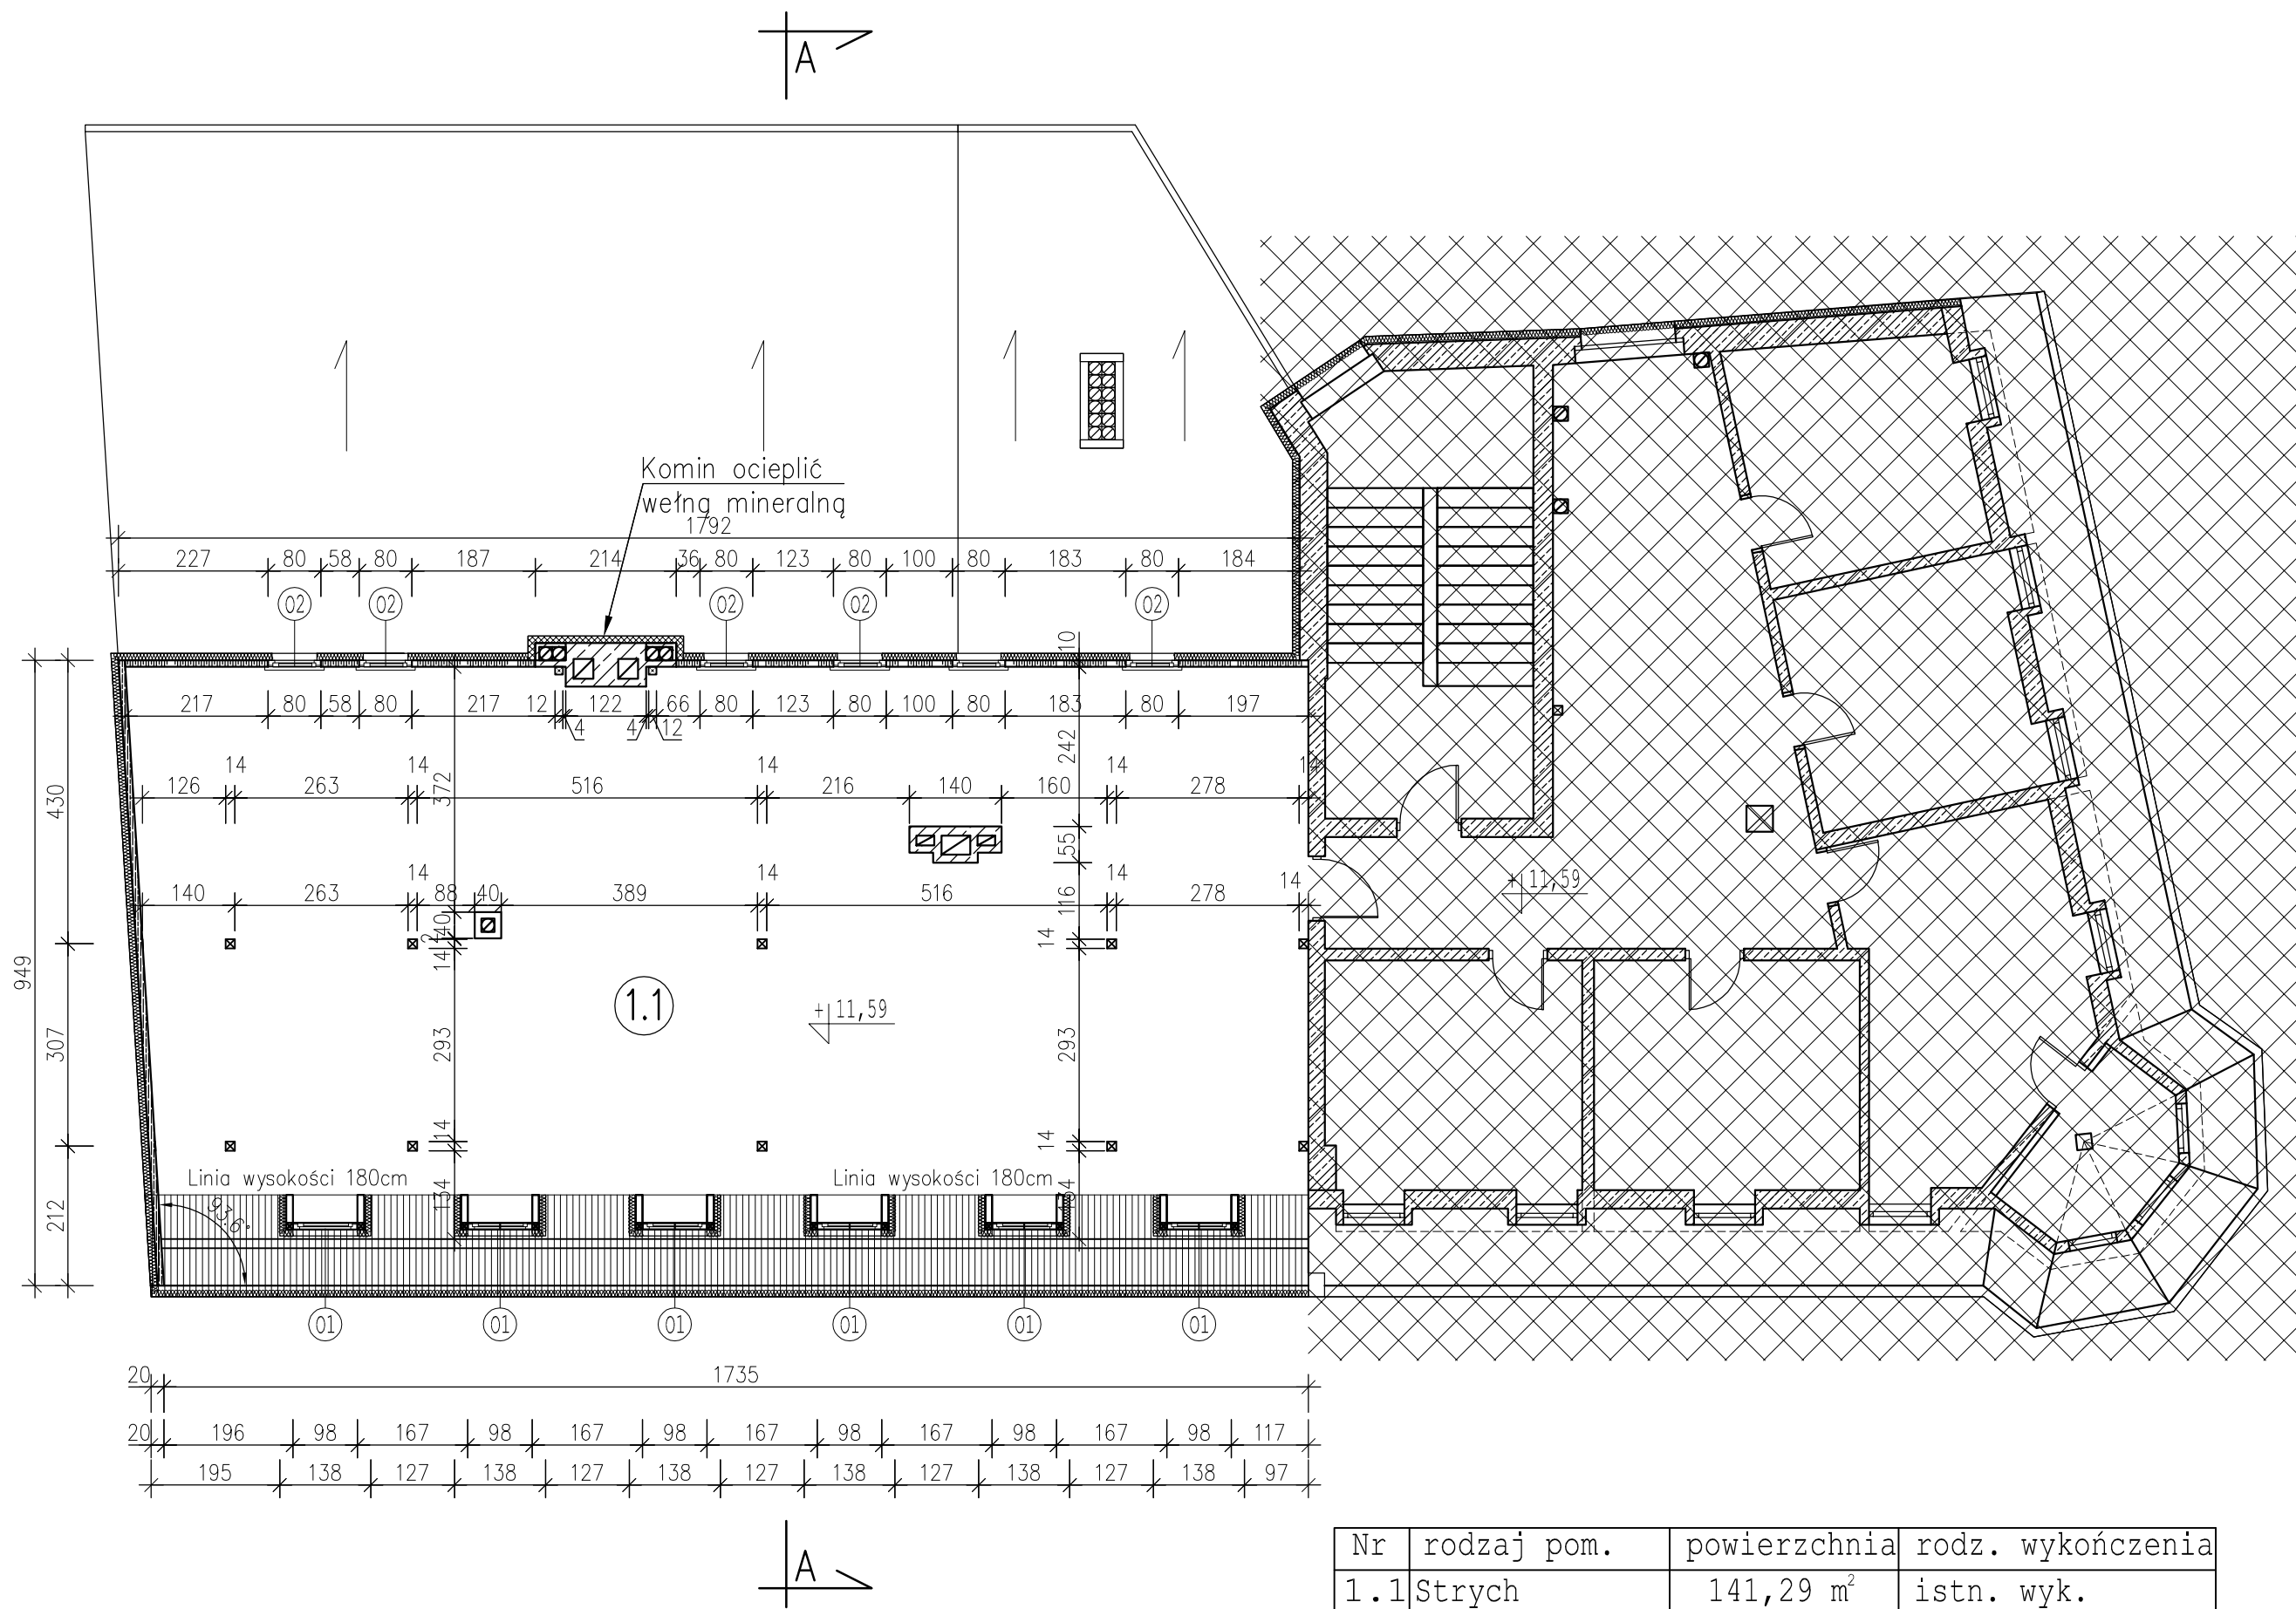 A
Komin ocieplić
wełną mineralną
1792
227 80 58 80 187 214 36 80 123 80 100 80 183 80 184
02 02 02 02 02
10
217 80 58 80 217 12 122 66 80 123 80 100 80 183 80 197
4 4 12
242
14 14 14 14 14
126 263 516 216 140 160 278
372
430
55
14 14 14 14
140 263 88 40 389 516 278
116
+11,59
40
2
14
14
949
1.1
+11,59
307
293
293
14
14
Linia wysokości 180cm
Linia wysokości 180cm
134
134
93.6°
212
01 01 01 01 01 01
20 1735
20 196 98 167 98 167 98 167 98 167 98 167 98 117
195 138 127 138 127 138 127 138 127 138 127 138 97
A
Nr rodzaj pom. powierzchnia rodz. wykończenia
1.1 Strych 141,29 m² istn. wyk.